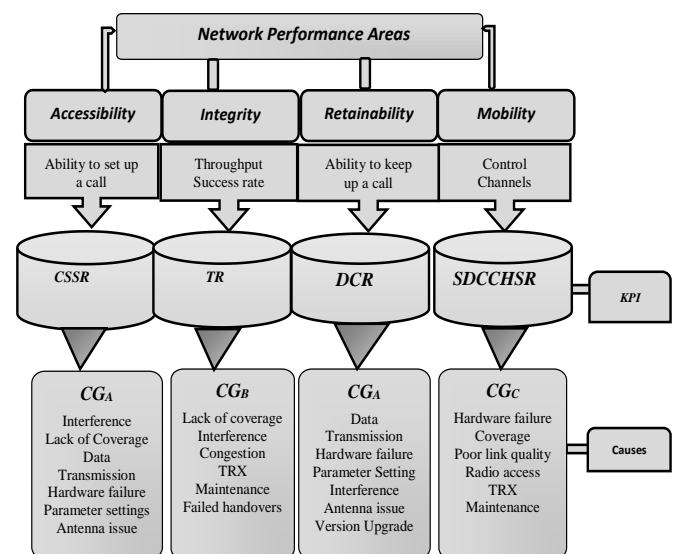 Network Performance Areas
Accessibility
Integrity
Retainability
Mobility
Ability to set up
a call
Throughput
Success rate
Ability to keep
up a call
Control
Channels
CSSR
TR
DCR
SDCCHSR
KPI
CGA
Interference
Lack of Coverage
Data
Transmission
Hardware failure
Parameter settings
Antenna issue
CGB
Lack of coverage
Interference
Congestion
TRX
Maintenance
Failed handovers
CGA
Data
Transmission
Hardware failure
Parameter Setting
Interference
Antenna issue
Version Upgrade
CGC
Hardware failure
Coverage
Poor link quality
Radio access
TRX
Maintenance
Causes